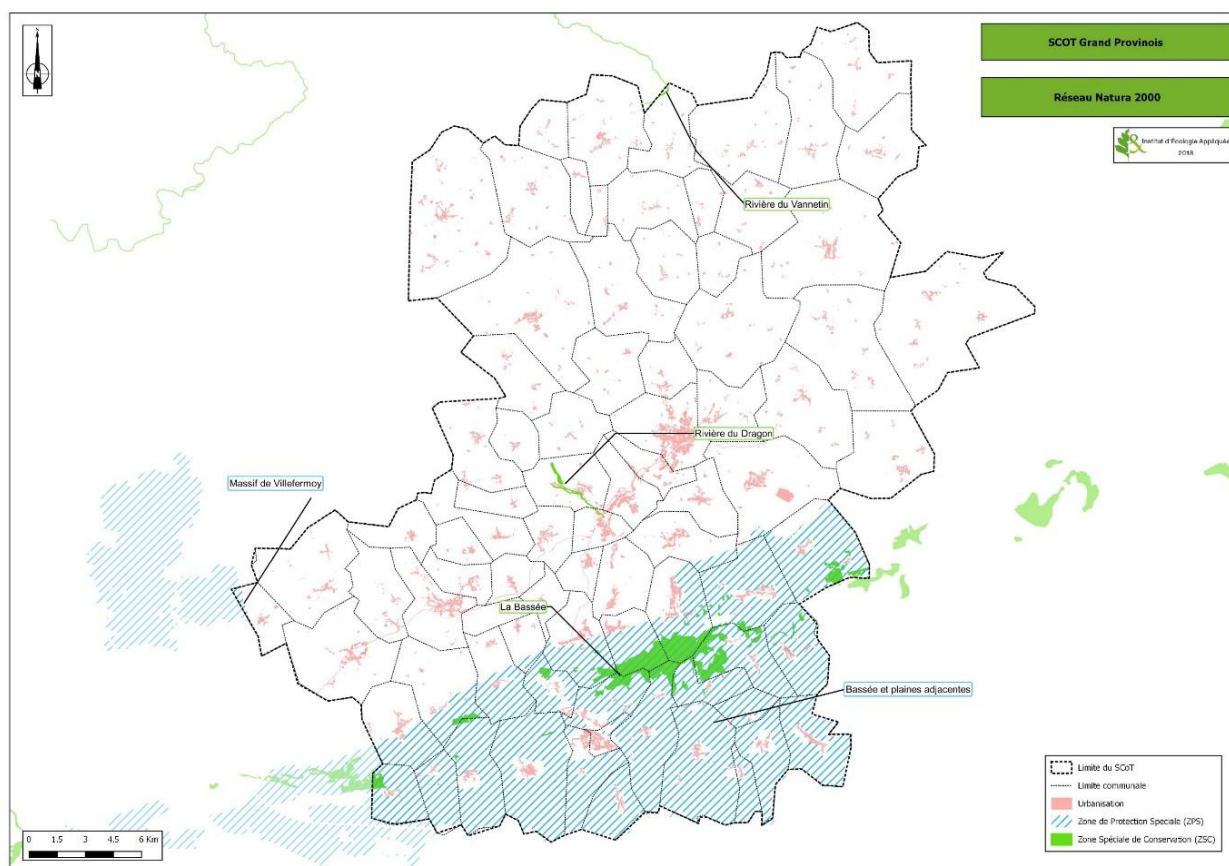 SCOT Grand Provinois
Réseau Natura 2000
Institut d'Écologie Appliquée
2018
N
Rivière du Vannetin
Rivière du Dragon
Massif de Villefermoy
La Bassée
Bassée et plaines adjacentes
Limite du SCoT
Limite communale
Urbanisation
Zone de Protection Speciale (ZPS)
Zone Spéciale de Conservation (ZSC)
0 1.5 3 4.5 6 Km